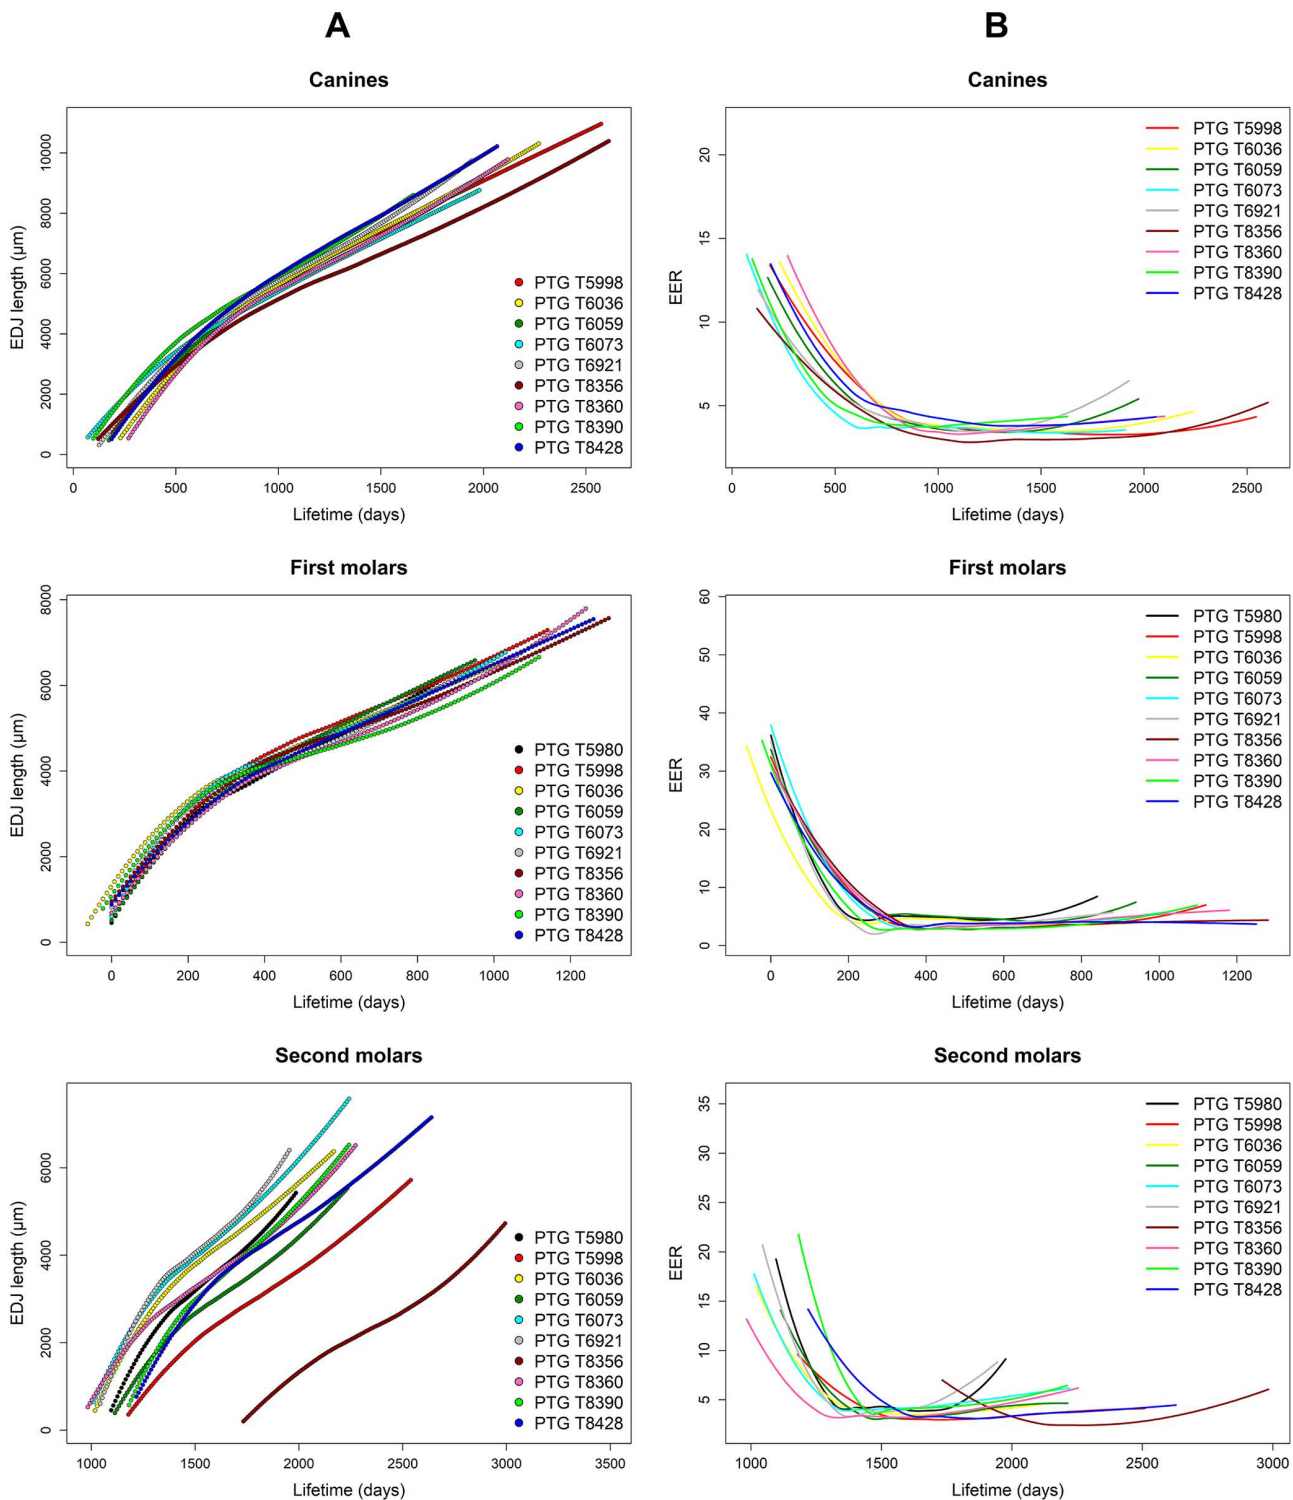 A
B
Canines
EDJ length (µm)
0
2000
4000
6000
8000
10000
0
500
1000
1500
2000
2500
Lifetime (days)
PTG T5998
PTG T6036
PTG T6059
PTG T6073
PTG T6921
PTG T8356
PTG T8360
PTG T8390
PTG T8428
Canines
EER
5
10
15
20
0
500
1000
1500
2000
2500
Lifetime (days)
PTG T5998
PTG T6036
PTG T6059
PTG T6073
PTG T6921
PTG T8356
PTG T8360
PTG T8390
PTG T8428
First molars
EDJ length (µm)
0
2000
4000
6000
8000
0
200
400
600
800
1000
1200
Lifetime (days)
PTG T5980
PTG T5998
PTG T6036
PTG T6059
PTG T6073
PTG T6921
PTG T8356
PTG T8360
PTG T8390
PTG T8428
First molars
EER
0
10
20
30
40
50
60
0
200
400
600
800
1000
1200
Lifetime (days)
PTG T5980
PTG T5998
PTG T6036
PTG T6059
PTG T6073
PTG T6921
PTG T8356
PTG T8360
PTG T8390
PTG T8428
Second molars
EDJ length (µm)
0
2000
4000
6000
1000
1500
2000
2500
3000
3500
Lifetime (days)
PTG T5980
PTG T5998
PTG T6036
PTG T6059
PTG T6073
PTG T6921
PTG T8356
PTG T8360
PTG T8390
PTG T8428
Second molars
EER
5
10
15
20
25
30
35
1000
1500
2000
2500
3000
Lifetime (days)
PTG T5980
PTG T5998
PTG T6036
PTG T6059
PTG T6073
PTG T6921
PTG T8356
PTG T8360
PTG T8390
PTG T8428